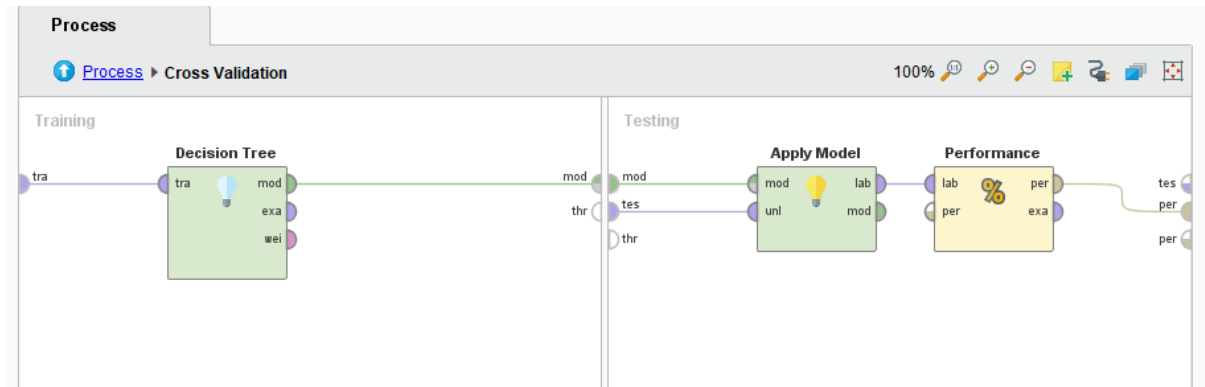 Process
Process ▸ Cross Validation
100%
Training
Testing
Decision Tree
Apply Model
Performance
tra
tra
mod
mod
mod
mod
lab
lab
per
tes
exa
thr
tes
unl
mod
per
exa
per
wei
thr
per